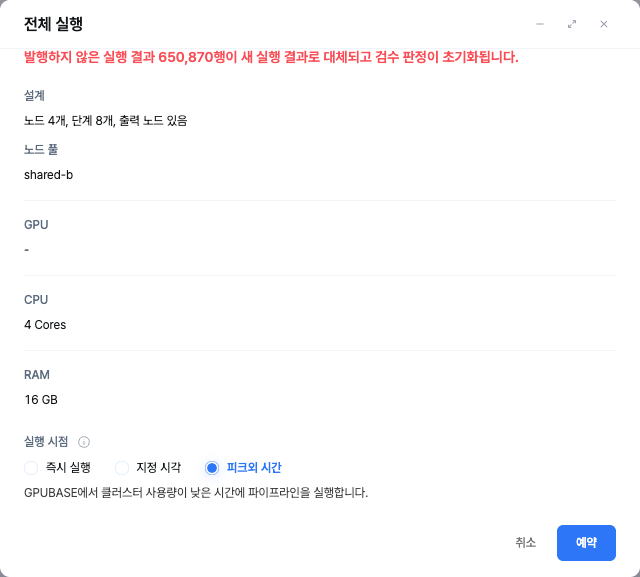 전체 실행
발행하지 않은 실행 결과 650,870행이 새 실행 결과로 대체되고 검수 판정이 초기화됩니다.
설계
노드 4개, 단계 8개, 출력 노드 있음
노드 풀
shared-b
GPU
-
CPU
4 Cores
RAM
16 GB
실행 시점
즉시 실행 지정 시각 피크외 시간
GPUBASE에서 클러스터 사용량이 낮은 시간에 파이프라인을 실행합니다.
취소 예약